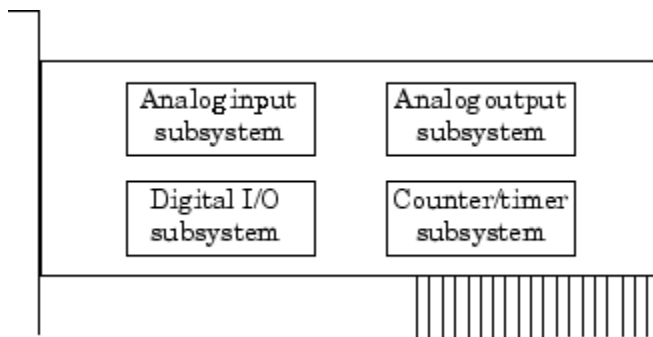 Analog input
subsystem
Analog output
subsystem
Digital I/O
subsystem
Counter/timer
subsystem